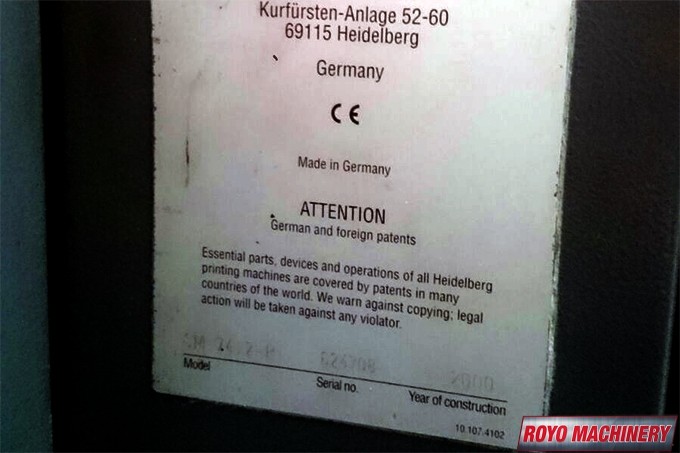 Kurfürsten-Anlage 52-60
69115 Heidelberg
Germany
CE
Made in Germany
ATTENTION
German and foreign patents
Essential parts, devices and operations of all Heidelberg
printing machines are covered by patents in many
countries of the world. We warn against copying; legal
action will be taken against any violator.
2000
Model
Serial no.
Year of construction
10.107.4102
ROYO MACHINERY